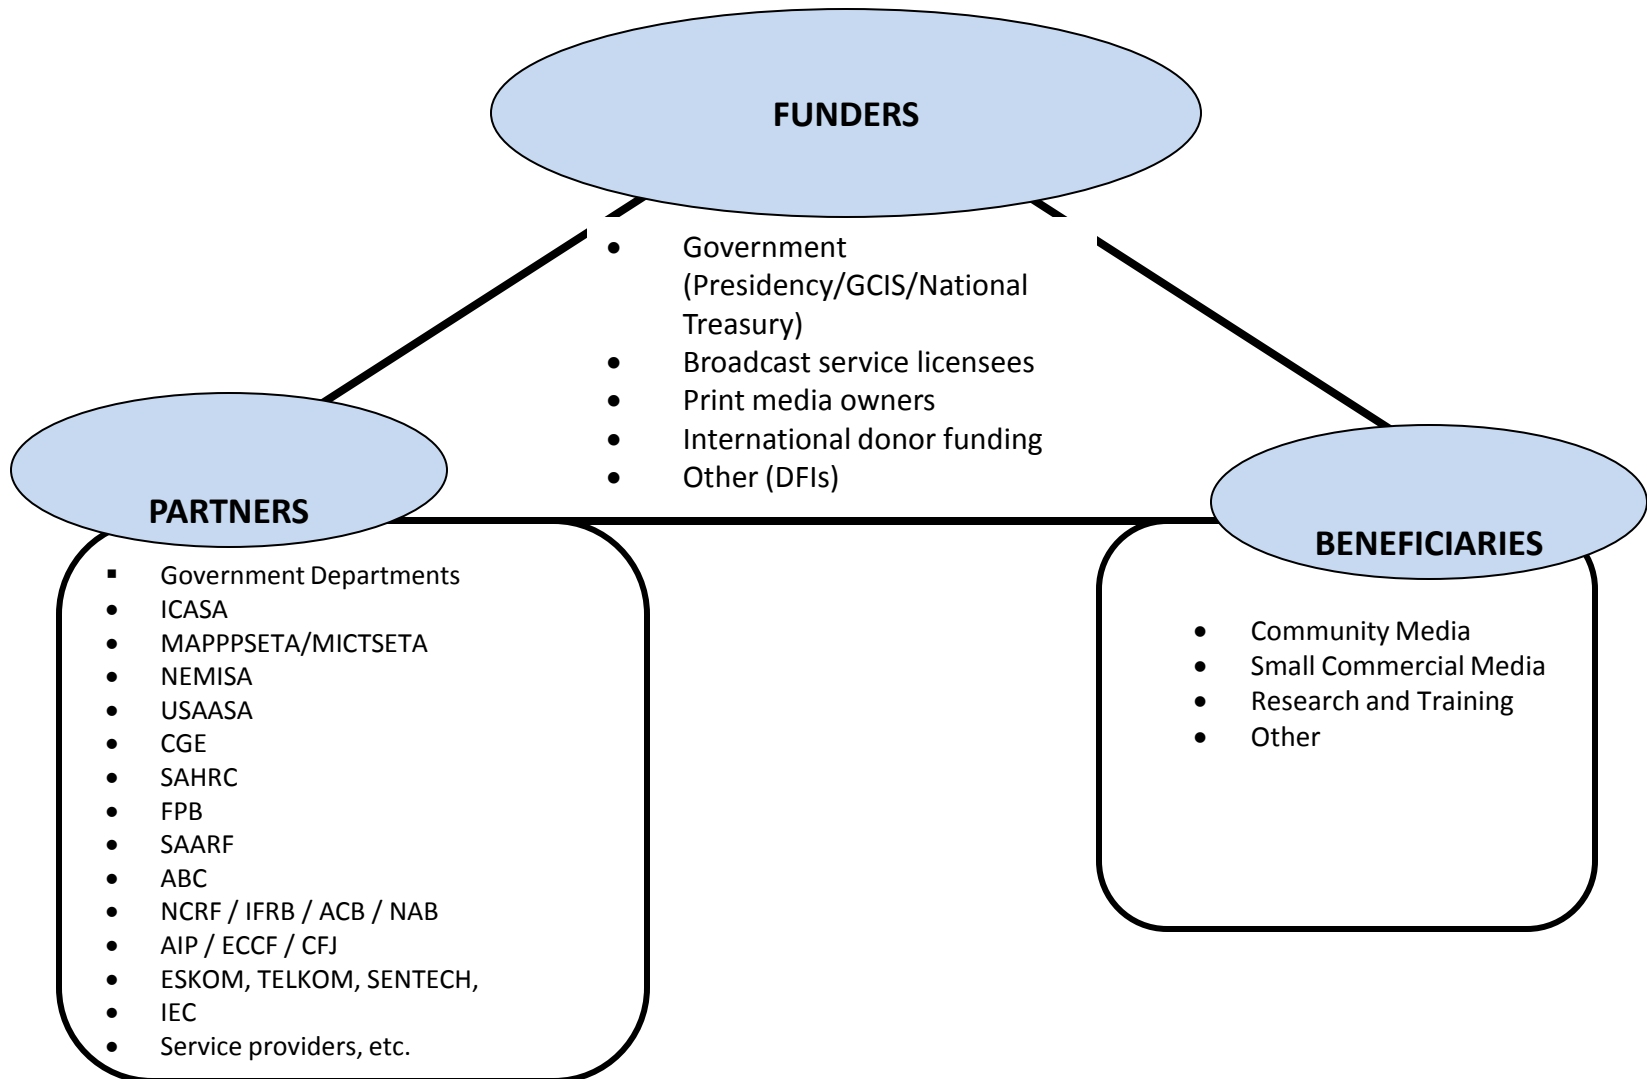 FUNDERS
• Government
(Presidency/GCIS/National
Treasury)
• Broadcast service licensees
• Print media owners
• International donor funding
• Other (DFIs)
PARTNERS
▪ Government Departments
• ICASA
• MAPPPSETA/MICTSETA
• NEMISA
• USAASA
• CGE
• SAHRC
• FPB
• SAARF
• ABC
• NCRF / IFRB / ACB / NAB
• AIP / ECCF / CFJ
• ESKOM, TELKOM, SENTECH,
• IEC
• Service providers, etc.
BENEFICIARIES
• Community Media
• Small Commercial Media
• Research and Training
• Other